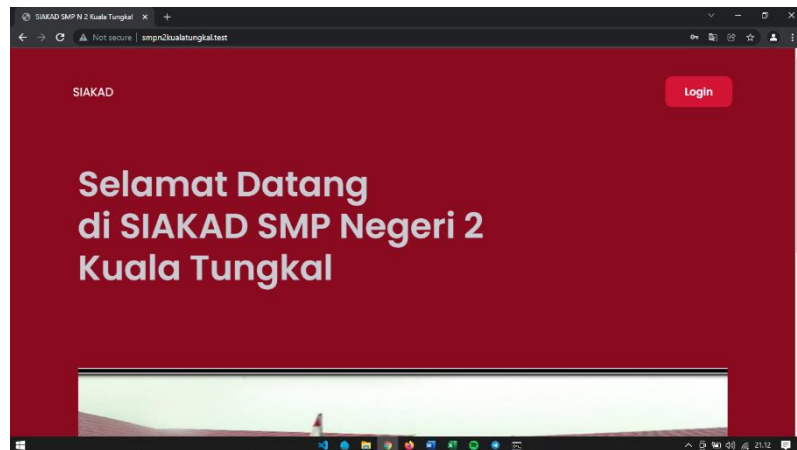 SIAKAD SMP N 2 Kuala Tungkal
Not secure | smpn2kualatungkal.test
SIAKAD
Login
Selamat Datang
di SIAKAD SMP Negeri 2
Kuala Tungkal
21.12